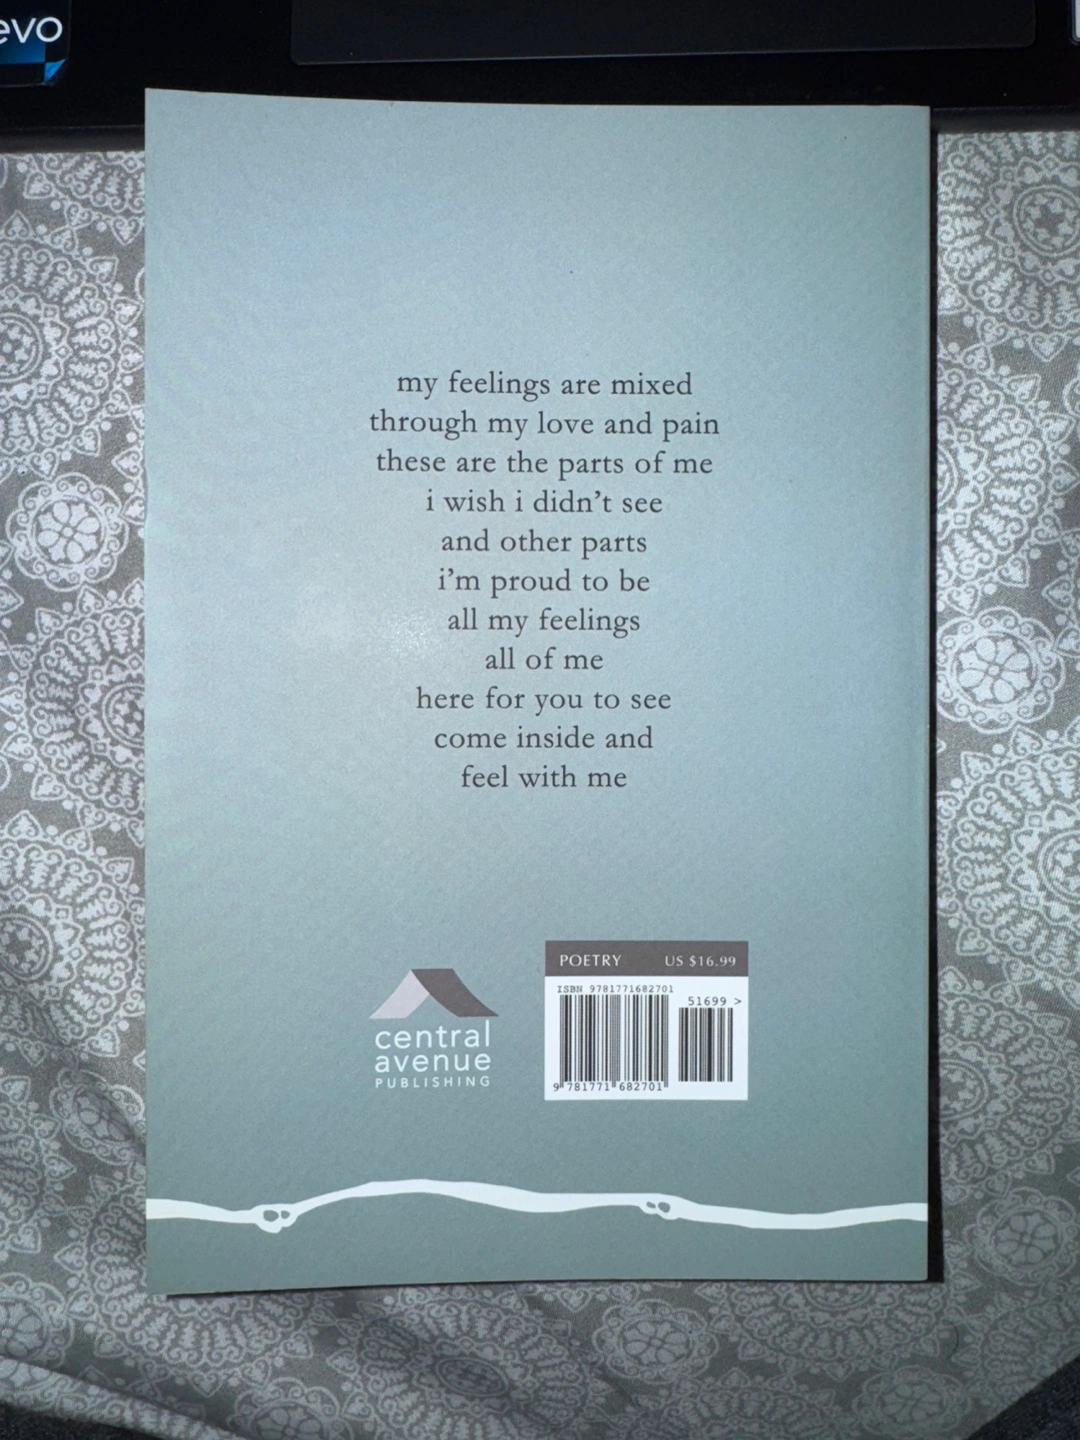 evo
my feelings are mixed
through my love and pain
these are the parts of me
i wish i didn't see
and other parts
i'm proud to be
all my feelings
all of me
here for you to see
come inside and
feel with me
POETRY US $16.99
ISBN 9781771682701
51699 >
9 781771 682701
central
avenue
PUBLISHING